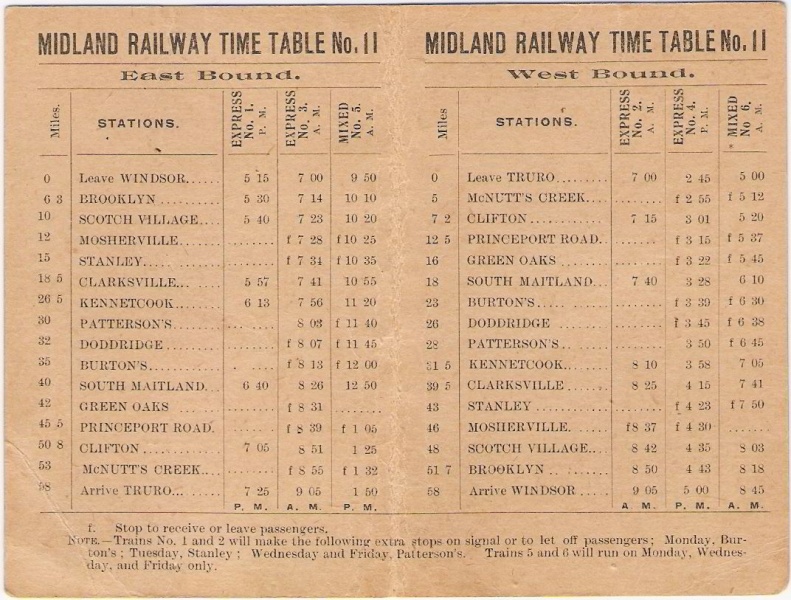 MIDLAND RAILWAY TIME TABLE No. 11
East Bound.
Miles. STATIONS. EXPRESS No. 1. P. M. EXPRESS No. 3. A. M. MIXED No. 5. A. M.
0 Leave WINDSOR...... 5 15 7 00 9 50
6 3 BROOKLYN ........... 5 30 7 14 10 10
10 SCOTCH VILLAGE.... 5 40 7 23 10 20
12 MOSHERVILLE ........ ........ f 7 28 f 10 25
15 STANLEY.............. ........ f 7 34 f 10 35
18 5 CLARKSVILLE........ 5 57 7 41 10 55
26 5 KENNETCOOK......... 6 13 7 56 11 20
30 PATTERSON'S......... ........ 8 03 f 11 40
32 DODDRIDGE .......... ........ f 8 07 f 11 45
35 BURTON'S............. ........ f 8 13 f 12 00
40 SOUTH MAITLAND... 6 40 8 26 12 50
42 GREEN OAKS ......... ........ f 8 31 ........
45 5 PRINCEPORT ROAD. ........ f 8 39 f 1 05
50 8 CLIFTON .............. 7 05 8 51 1 25
53 McNUTT'S CREEK.... ........ f 8 55 f 1 32
58 Arrive TRURO........ 7 25 9 05 1 50
P. M. A. M. P. M.
MIDLAND RAILWAY TIME TABLE No. 11
West Bound.
Miles STATIONS. EXPRESS No. 2. A. M. EXPRESS No. 4. P. M. MIXED No 6. A. M.
0 Leave TRURO......... 7 00 2 45 5 00
5 McNUTT'S CREEK.... ........ f 2 55 f 5 12
7 2 CLIFTON ............. 7 15 3 01 5 20
12 5 PRINCEPORT ROAD.. ........ f 3 15 f 5 37
16 GREEN OAKS ........ ........ f 3 22 f 5 45
18 SOUTH MAITLAND... 7 40 3 28 6 10
23 BURTON'S............. ........ f 3 39 f 6 30
26 DODDRIDGE .......... ........ f 3 45 f 6 38
28 PATTERSON'S......... ........ 3 50 f 6 45
31 5 KENNETCOOK........ 8 10 3 58 7 05
39 5 CLARKSVILLE ....... 8 25 4 15 7 41
43 STANLEY ............. ........ f 4 23 f 7 50
46 MOSHERVILLE. ....... f8 37 f 4 30 .......
48 SCOTCH VILLAGE.... 8 42 4 35 8 03
51 7 BROOKLYN .......... 8 50 4 43 8 18
58 Arrive WINDSOR ..... 9 05 5 00 8 45
A. M. P. M. A. M.
f. Stop to receive or leave passengers.
NOTE.—Trains No. 1 and 2 will make the following extra stops on signal or to let off passengers; Monday, Bur-
ton's ; Tuesday, Stanley ; Wednesday and Friday, Patterson's. Trains 5 and 6 will run on Monday, Wednes-
day, and Friday only.